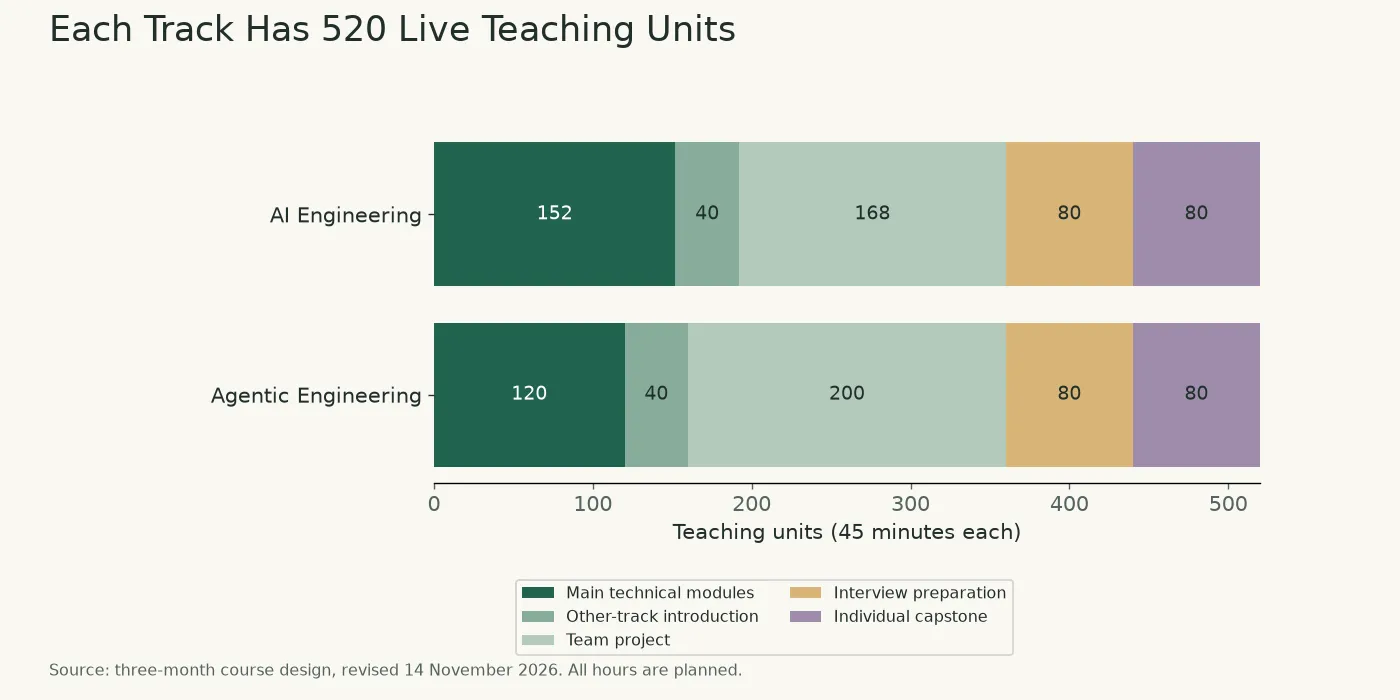 Each Track Has 520 Live Teaching Units
AI Engineering
152
40
168
80
80
Agentic Engineering
120
40
200
80
80
0
100
200
300
400
500
Teaching units (45 minutes each)
Main technical modules
Other-track introduction
Team project
Interview preparation
Individual capstone
Source: three-month course design, revised 14 November 2026. All hours are planned.